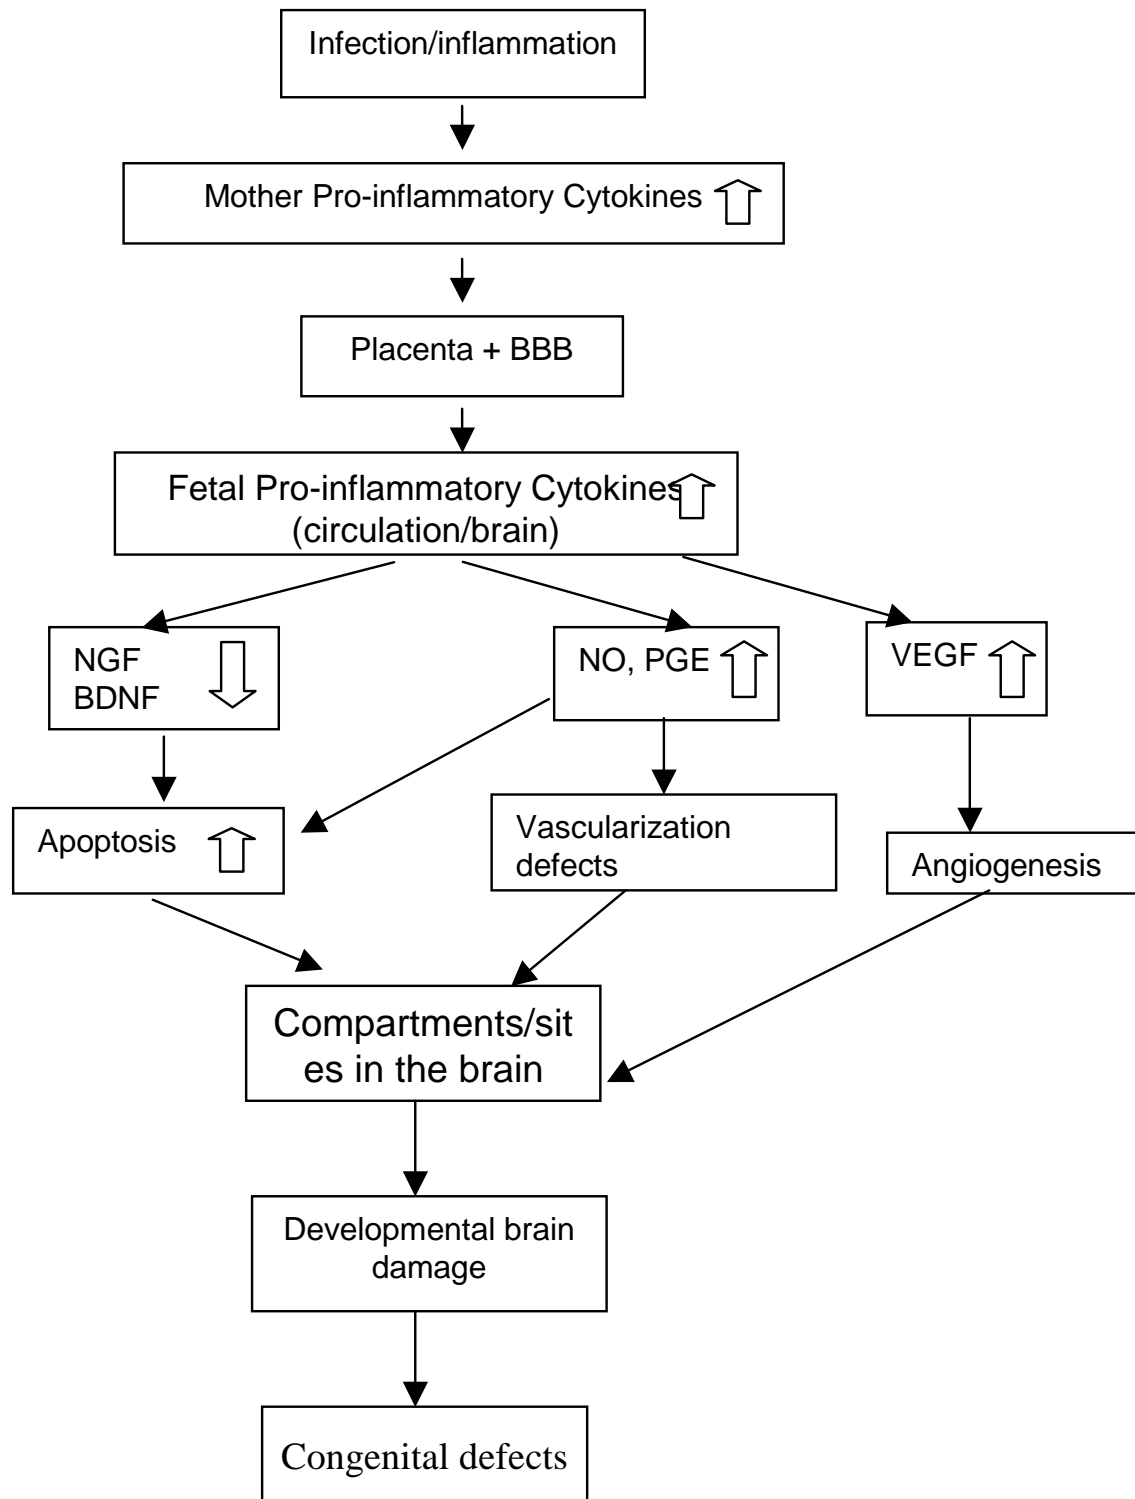 Infection/inflammation
Mother Pro-inflammatory Cytokines
Placenta + BBB
Fetal Pro-inflammatory Cytokines
(circulation/brain)
NGF
BDNF
NO, PGE
VEGF
Apoptosis
Vascularization
defects
Angiogenesis
Compartments/sit
es in the brain
Developmental brain
damage
Congenital defects